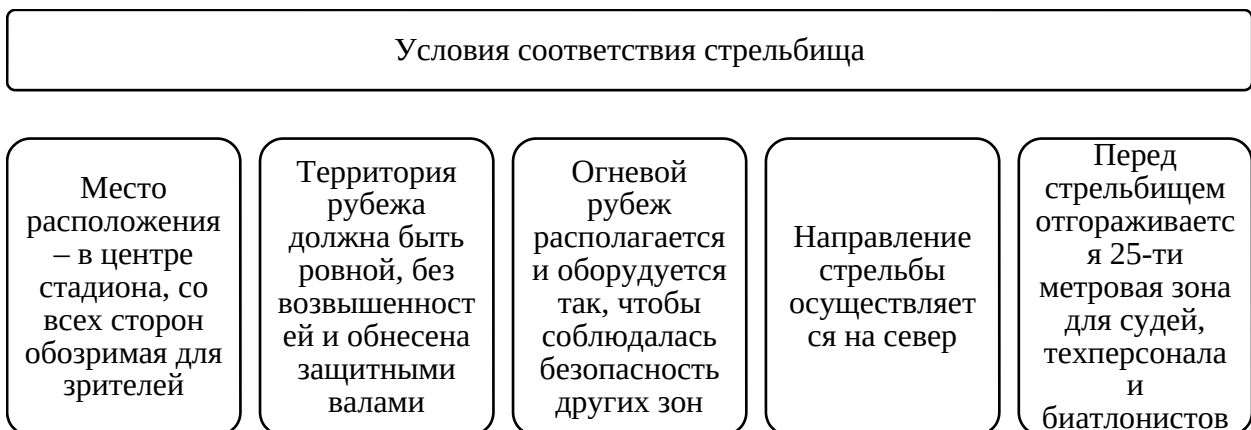 Условия соответствия стрельбища
Место
расположения
– в центре
стадиона, со
всех сторон
обозримая для
зрителей
Территория
рубежа
должна быть
ровной, без
возвышенност
ей и обнесена
защитными
валами
Огневой
рубеж
располагается
и оборудуется
так, чтобы
соблюдалась
безопасность
других зон
Направление
стрельбы
осуществляет
ся на север
Перед
стрельбищем
отгораживаетс
я 25-ти
метровая зона
для судей,
техперсонала
и
биатлонистов